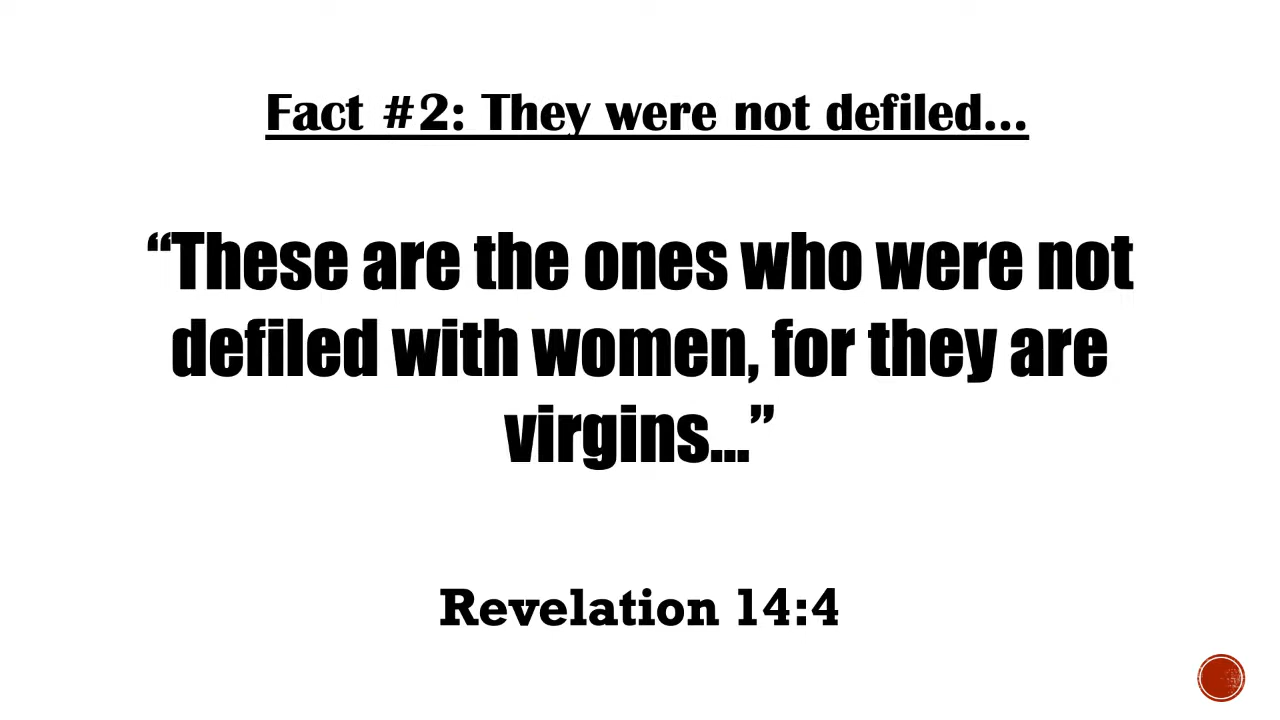 Fact #2: They were not defiled...
“These are the ones who were not
defiled with women, for they are
virgins...”
Revelation 14:4